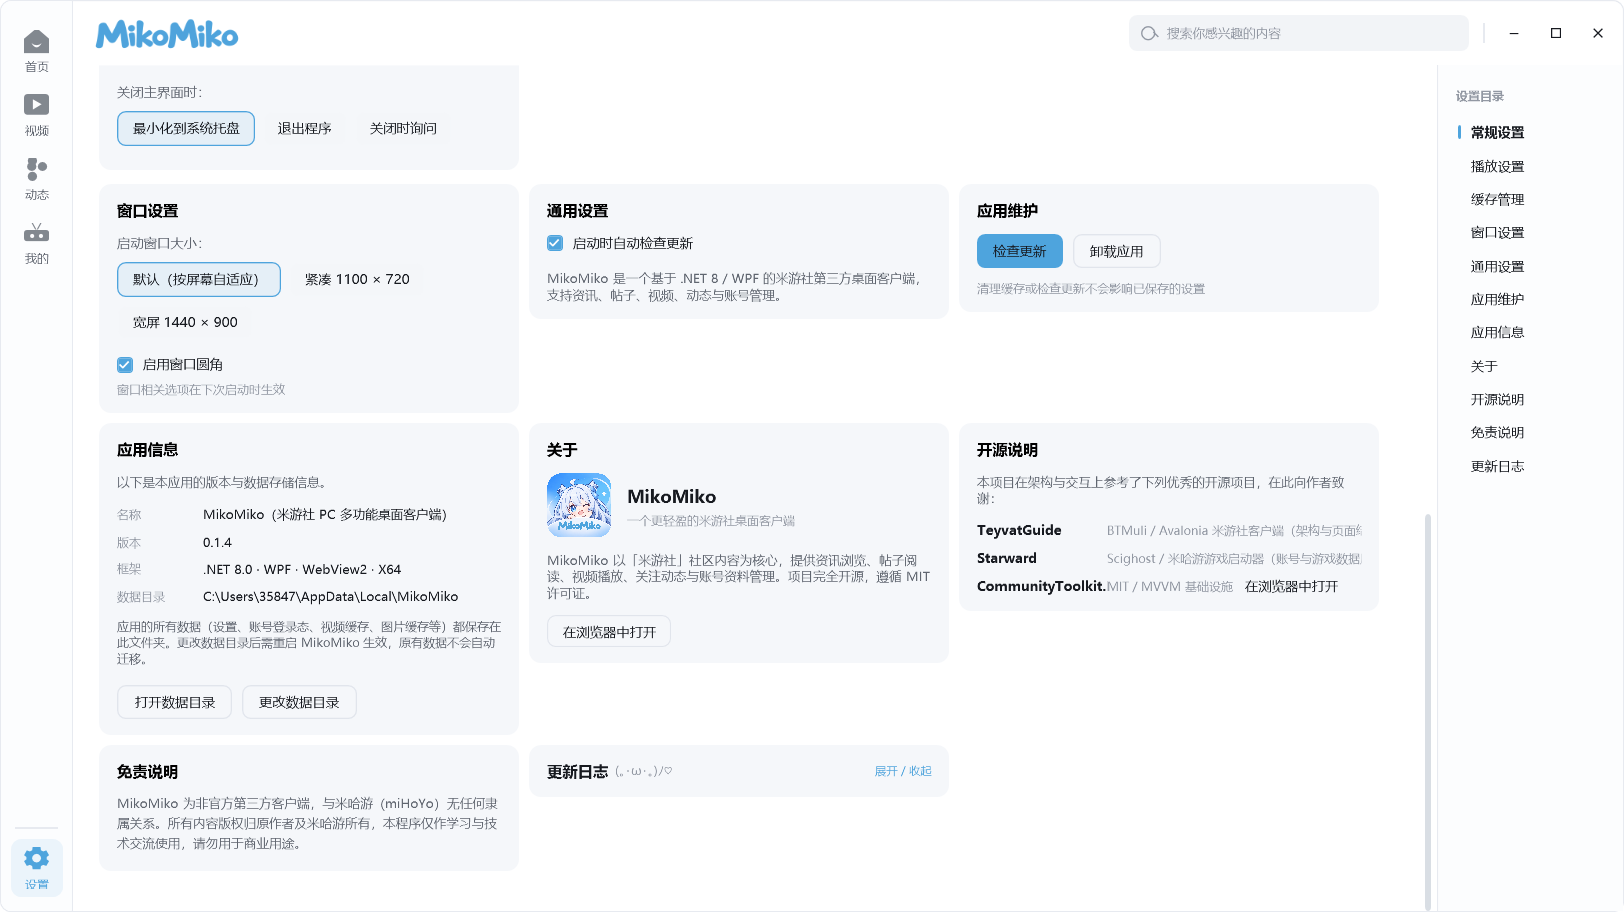 MikoMiko
搜索你感兴趣的内容
首页
视频
动态
我的
设置
关闭主界面时:
最小化到系统托盘
退出程序
关闭时询问
窗口设置
启动窗口大小:
默认（按屏幕自适应）
紧凑 1100 × 720
宽屏 1440 × 900
启用窗口圆角
窗口相关选项在下次启动时生效
通用设置
启动时自动检查更新
MikoMiko 是一个基于 .NET 8 / WPF 的米游社第三方桌面客户端，
支持资讯、帖子、视频、动态与账号管理。
应用维护
检查更新
卸载应用
清理缓存或检查更新不会影响已保存的设置
应用信息
以下是本应用的版本与数据存储信息。
名称 MikoMiko（米游社 PC 多功能桌面客户端）
版本 0.1.4
框架 .NET 8.0 · WPF · WebView2 · X64
数据目录 C:\Users\35847\AppData\Local\MikoMiko
应用的所有数据（设置、账号登录态、视频缓存、图片缓存等）都保存在
此文件夹。更改数据目录后需重启 MikoMiko 生效，原有数据不会自动
迁移。
打开数据目录
更改数据目录
关于
MikoMiko
MikoMiko
一个更轻盈的米游社桌面客户端
MikoMiko 以「米游社」社区内容为核心，提供资讯浏览、帖子阅
读、视频播放、关注动态与账号资料管理。项目完全开源，遵循 MIT
许可证。
在浏览器中打开
开源说明
本项目在架构与交互上参考了下列优秀的开源项目，在此向作者致
谢：
TeyvatGuide BTMuli / Avalonia 米游社客户端（架构与页面
Starward Scighost / 米哈游游戏启动器（账号与游戏数据
CommunityToolkit. MIT / MVVM 基础设施 在浏览器中打开
免责说明
MikoMiko 为非官方第三方客户端，与米哈游（miHoYo）无任何隶
属关系。所有内容版权归原作者及米哈游所有，本程序仅作学习与技
术交流使用，请勿用于商业用途。
更新日志 (｡･ω･｡)ﾉ♡
展开 / 收起
设置目录
常规设置
播放设置
缓存管理
窗口设置
通用设置
应用维护
应用信息
关于
开源说明
免责说明
更新日志